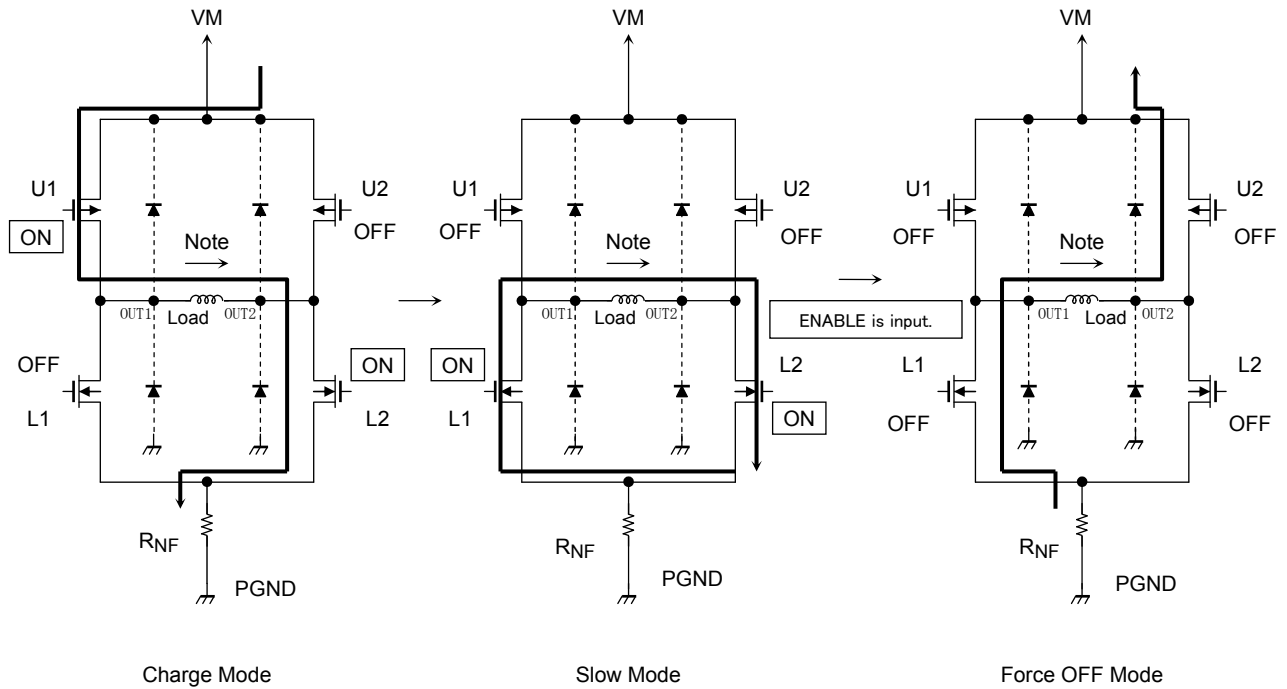 VM
U1
ON
U2
OFF
Note
OUT1
Load
OUT2
OFF
L1
ON
L2
RNF
PGND
Charge Mode
VM
U1
OFF
U2
OFF
Note
OUT1
Load
OUT2
ON
L1
L2
ON
RNF
PGND
Slow Mode
ENABLE is input.
VM
U1
OFF
U2
OFF
Note
OUT1
Load
OUT2
L1
OFF
L2
OFF
RNF
PGND
Force OFF Mode